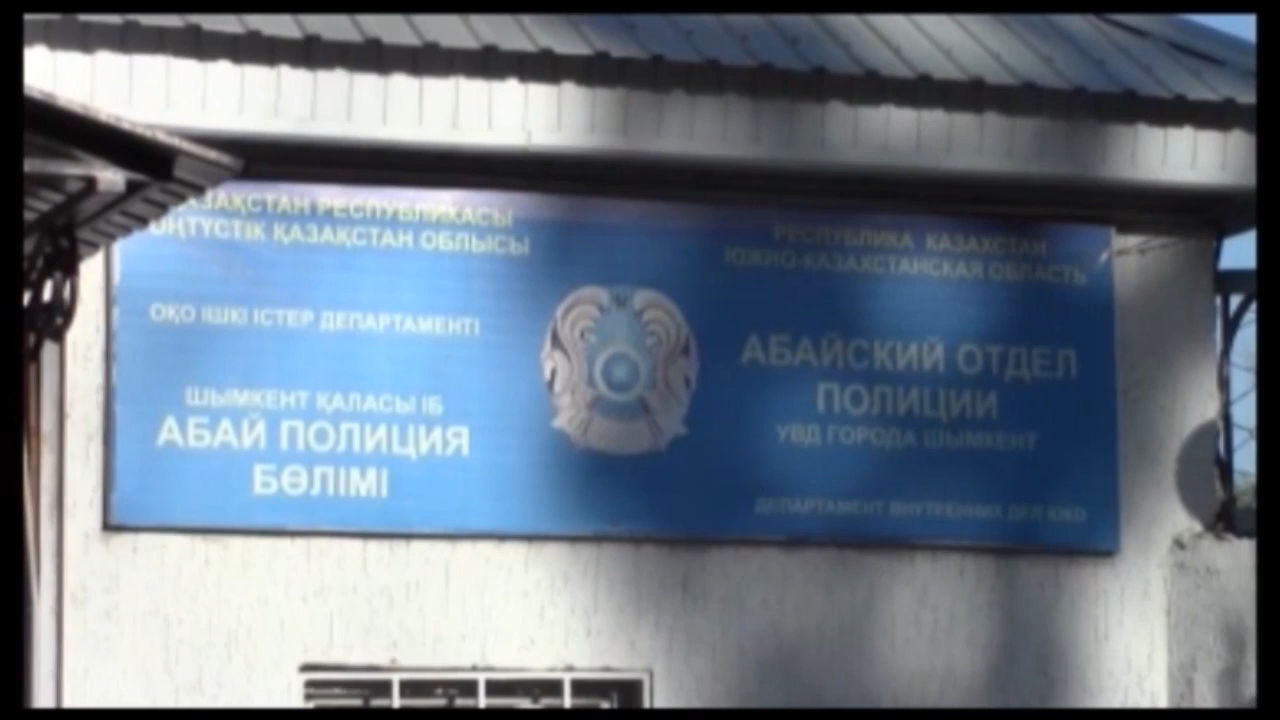 ҚАЗАҚСТАН РЕСПУБЛИКАСЫ
ОҢТҮСТІК ҚАЗАҚСТАН ОБЛЫСЫ
ОҚО ІШКІ ІСТЕР ДЕПАРТАМЕНТІ
ШЫМКЕНТ ҚАЛАСЫ ІБ
АБАЙ ПОЛИЦИЯ
БӨЛІМІ
РЕСПУБЛИКА КАЗАХСТАН
ЮЖНО-КАЗАХСТАНСКАЯ ОБЛАСТЬ
АБАЙСКИЙ ОТДЕЛ
ПОЛИЦИИ
УВД ГОРОДА ШЫМКЕНТ
ДЕПАРТАМЕНТ ВНУТРЕННИХ ДЕЛ ЮКО